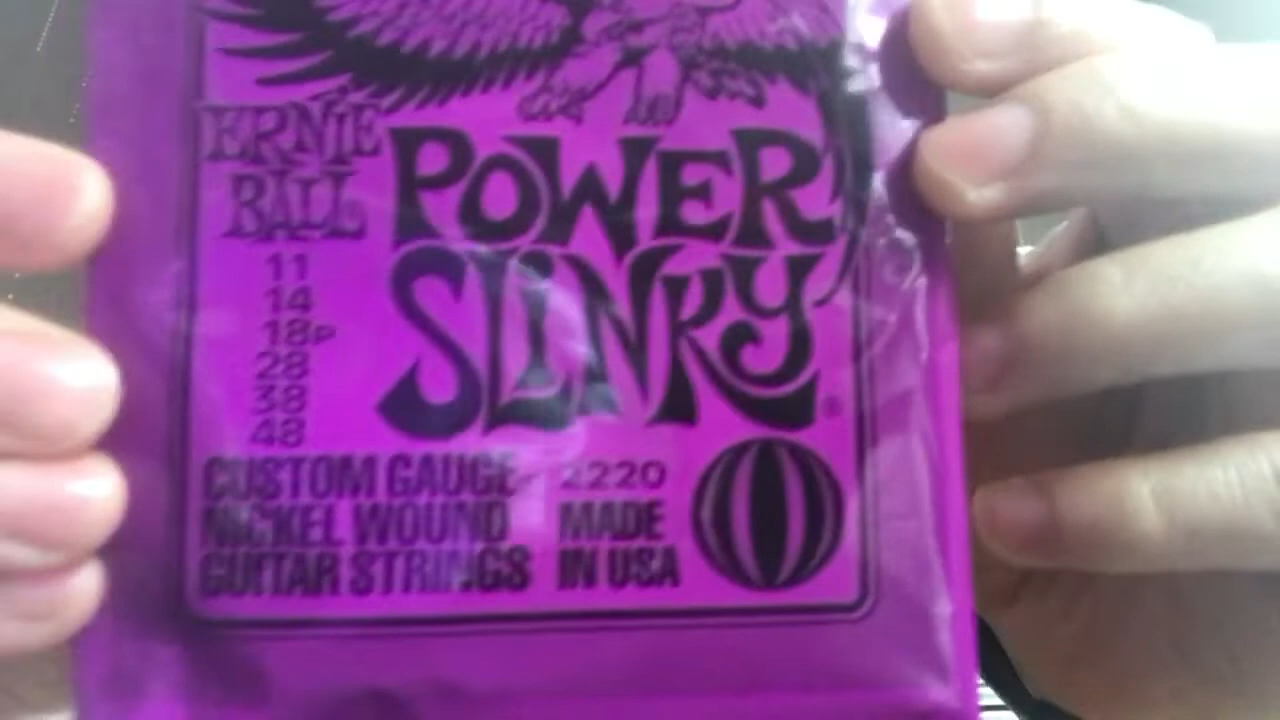 ERNIE
BALL
POWER
SLINKY®
11
14
18P
28
38
48
CUSTOM GAUGE
NICKEL WOUND
GUITAR STRINGS
2220
MADE
IN USA